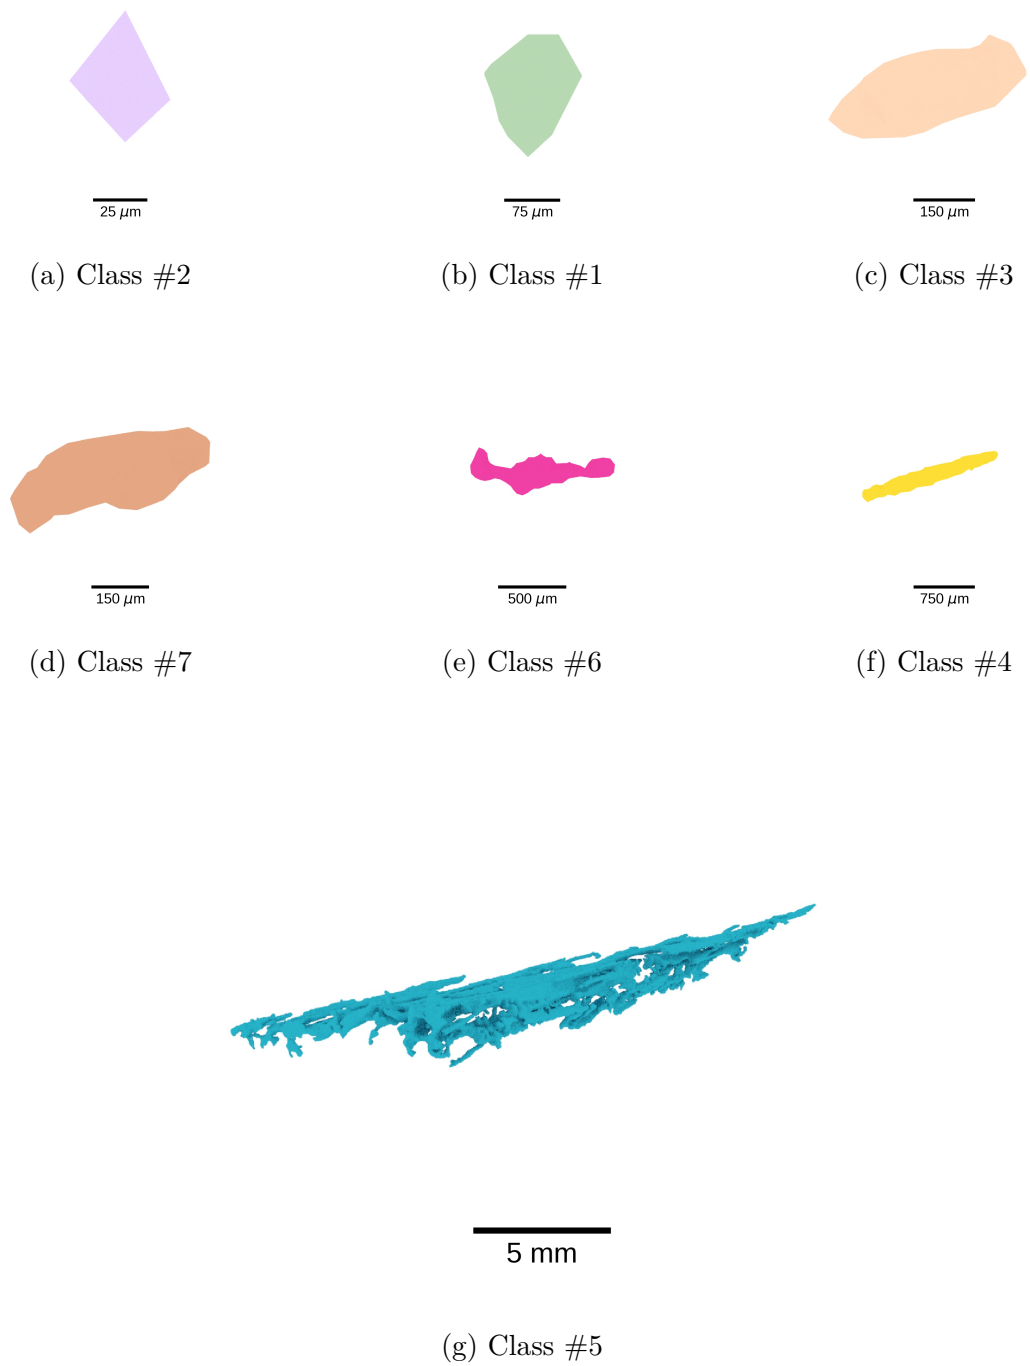 25 μm
75 μm
150 μm
(a) Class #2
(b) Class #1
(c) Class #3
150 μm
500 μm
750 μm
(d) Class #7
(e) Class #6
(f) Class #4
5 mm
(g) Class #5